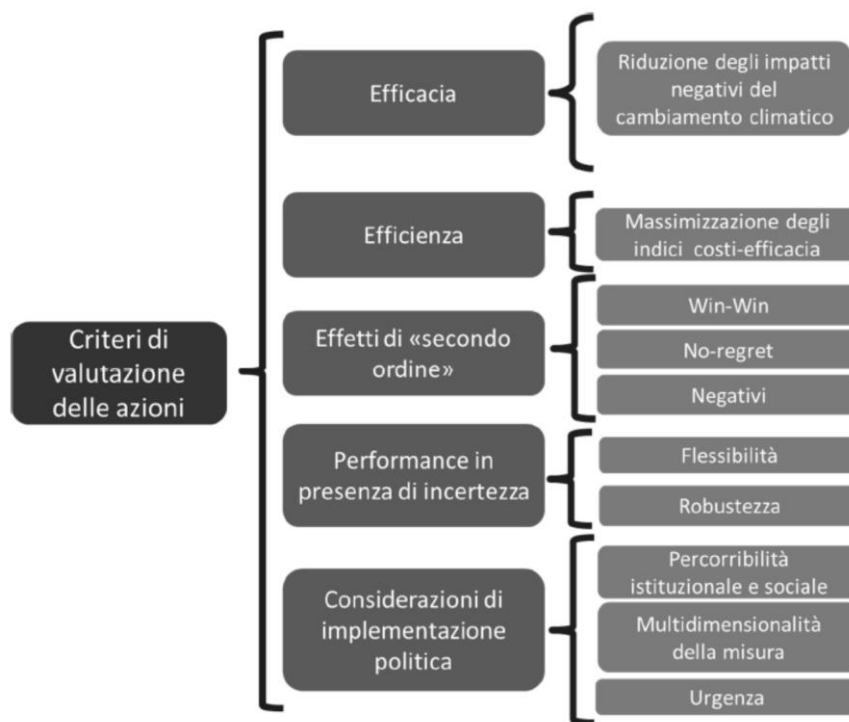 Criteri di
valutazione
delle azioni
Efficacia
Riduzione degli impatti
negativi del
cambiamento climatico
Efficienza
Massimizzazione degli
indici costi-efficacia
Effetti di «secondo
ordine»
Win-Win
No-regret
Negativi
Performance in
presenza di incertezza
Flessibilità
Robustezza
Considerazioni di
implementazione
politica
Percorribilità
istituzionale e sociale
Multidimensionalità
della misura
Urgenza